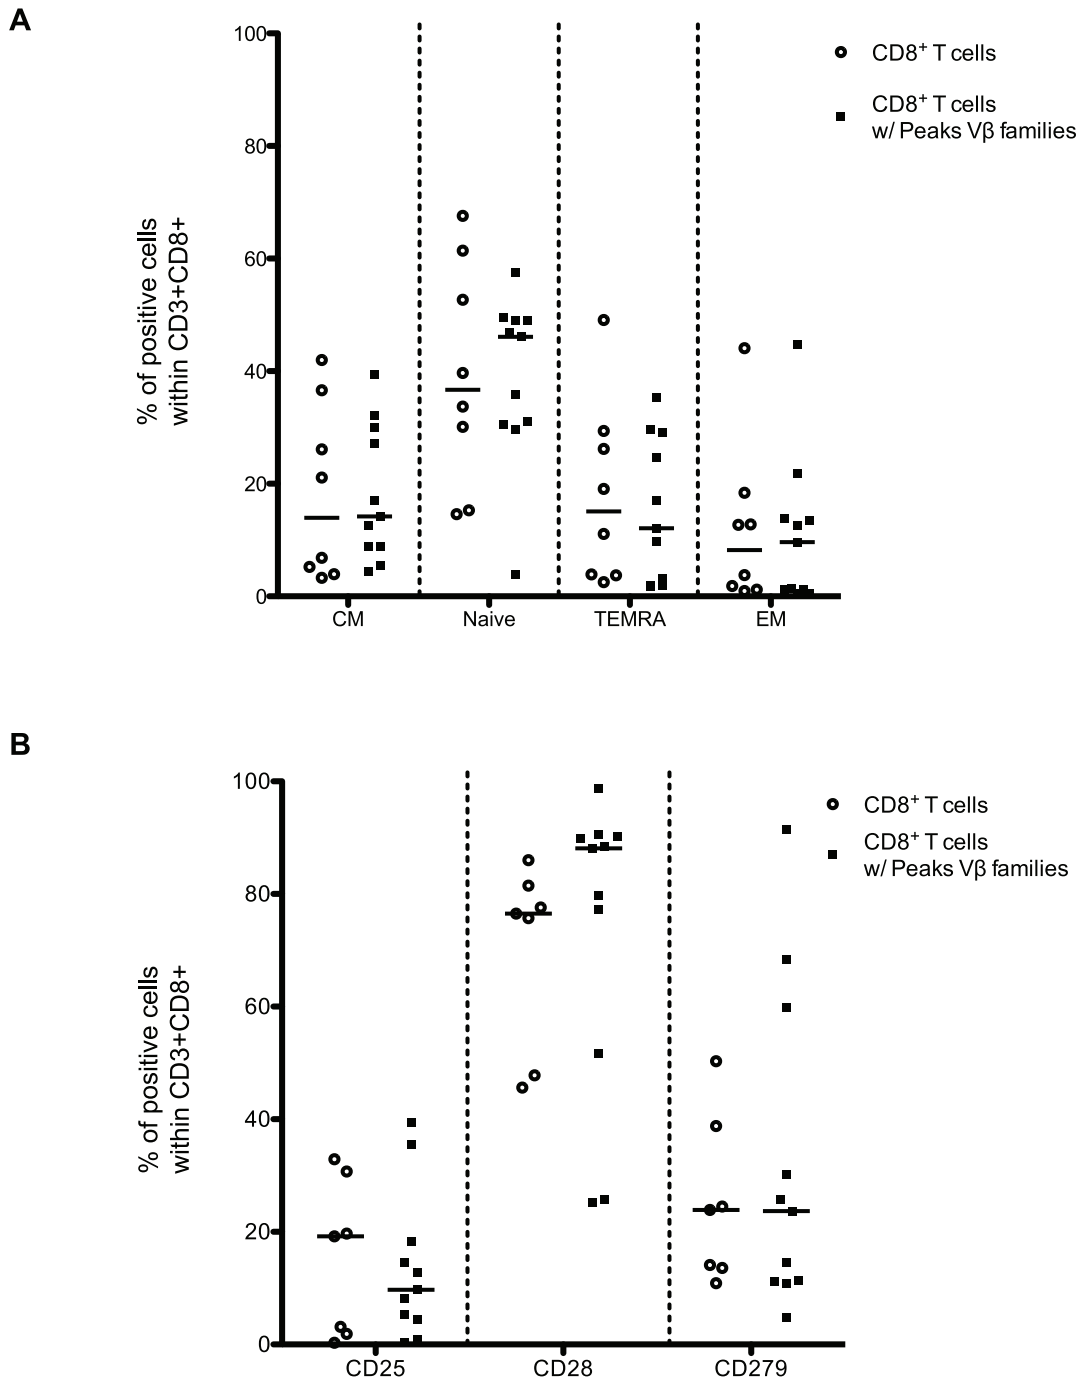 A
100
80
60
40
20
0
% of positive cells
within CD3+CD8+
CM
Naive
TEMRA
EM
CD8⁺ T cells
CD8⁺ T cells
w/ Peaks Vβ families
B
100
80
60
40
20
0
% of positive cells
within CD3+CD8+
CD25
CD28
CD279
CD8⁺ T cells
CD8⁺ T cells
w/ Peaks Vβ families